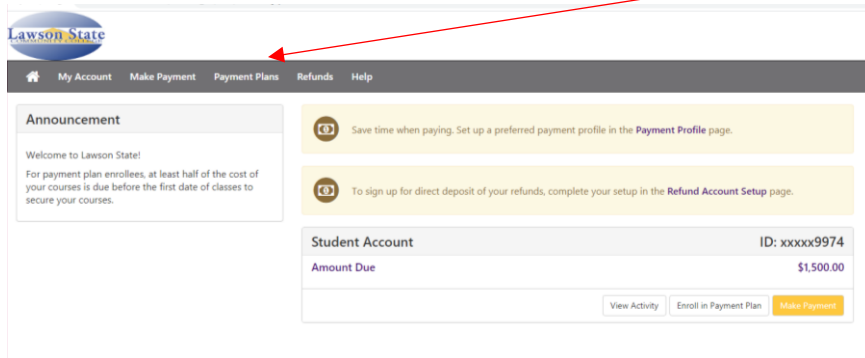 Lawson State
COMMUNITY COLLEGE
My Account Make Payment Payment Plans Refunds Help
Announcement
Welcome to Lawson State!
For payment plan enrollees, at least half of the cost of
your courses is due before the first date of classes to
secure your courses.
Save time when paying. Set up a preferred payment profile in the Payment Profile page.
To sign up for direct deposit of your refunds, complete your setup in the Refund Account Setup page.
Student Account ID: xxxxx9974
Amount Due $1,500.00
View Activity Enroll in Payment Plan Make Payment